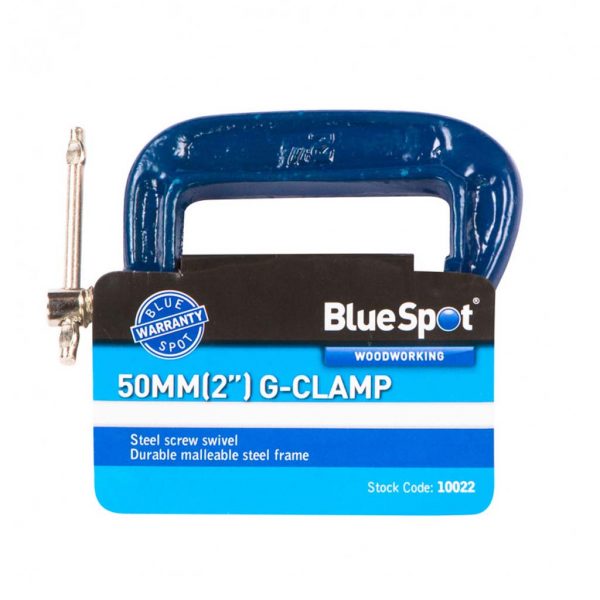 BLUE
WARRANTY
SPOT
BlueSpot®
WOODWORKING
50MM(2”) G-CLAMP
Steel screw swivel
Durable malleable steel frame
Stock Code: 10022